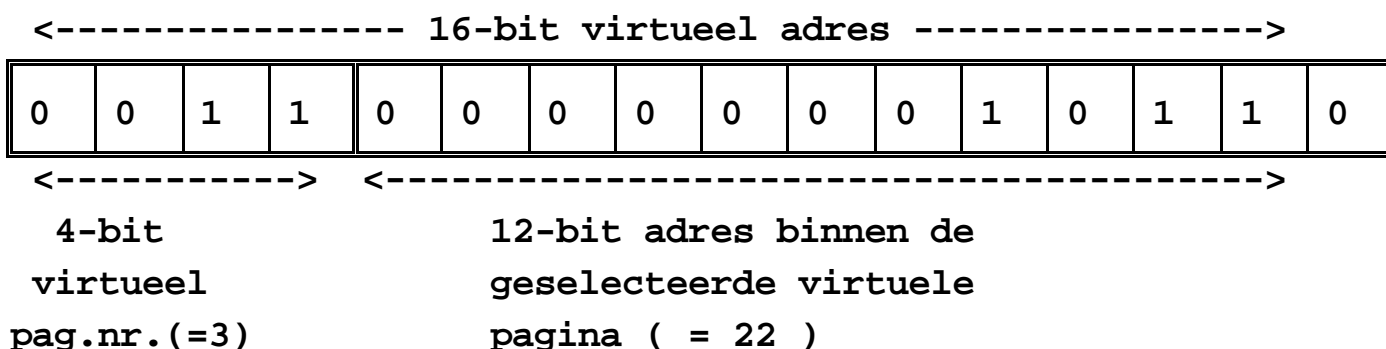 <---------------- 16-bit virtueel adres ---------------->
0 0 1 1 0 0 0 0 0 0 0 1 0 1 1 0
<-----------> <---------------------------------------->
4-bit 12-bit adres binnen de
virtueel geselecteerde virtuele
pag.nr.(=3) pagina ( = 22 )